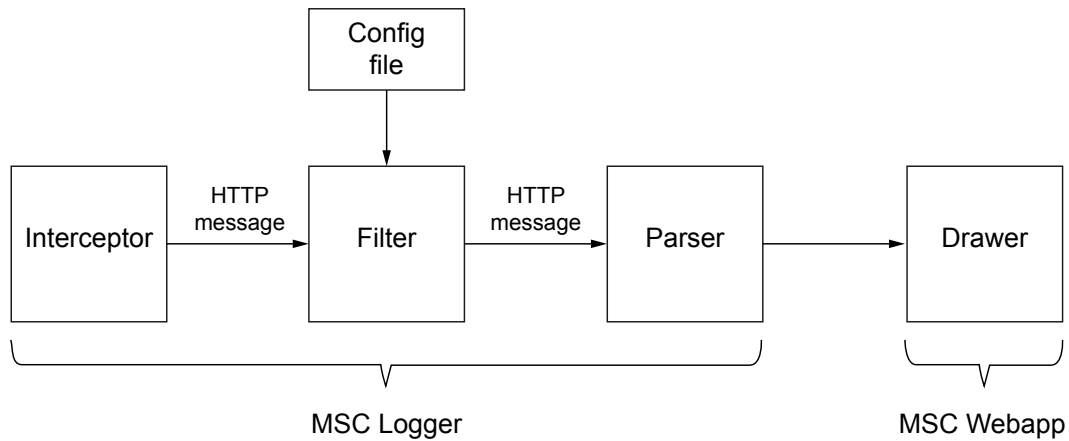 Config
file
HTTP
message
HTTP
message
Interceptor
Filter
Parser
Drawer
MSC Logger
MSC Webapp